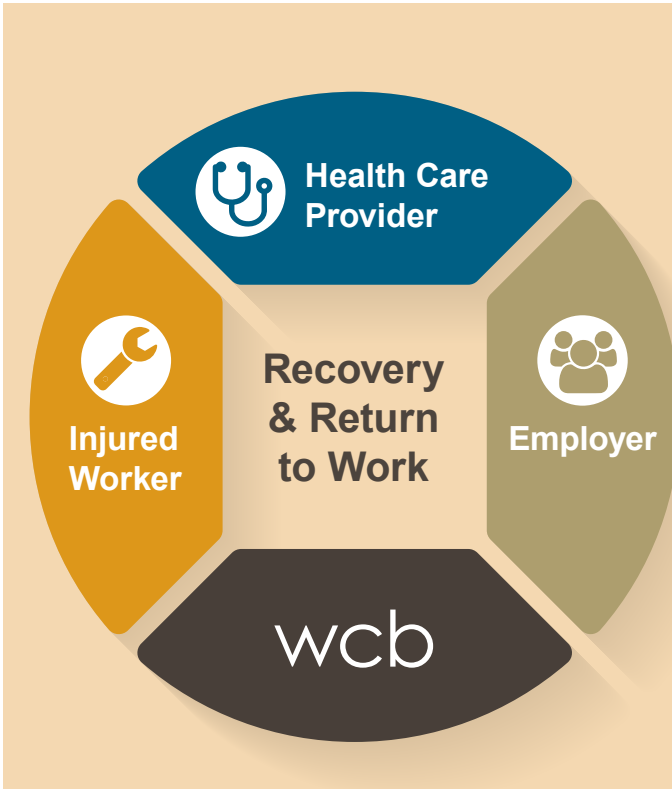 Health Care
Provider
Injured
Worker
Recovery
& Return
to Work
Employer
wcb